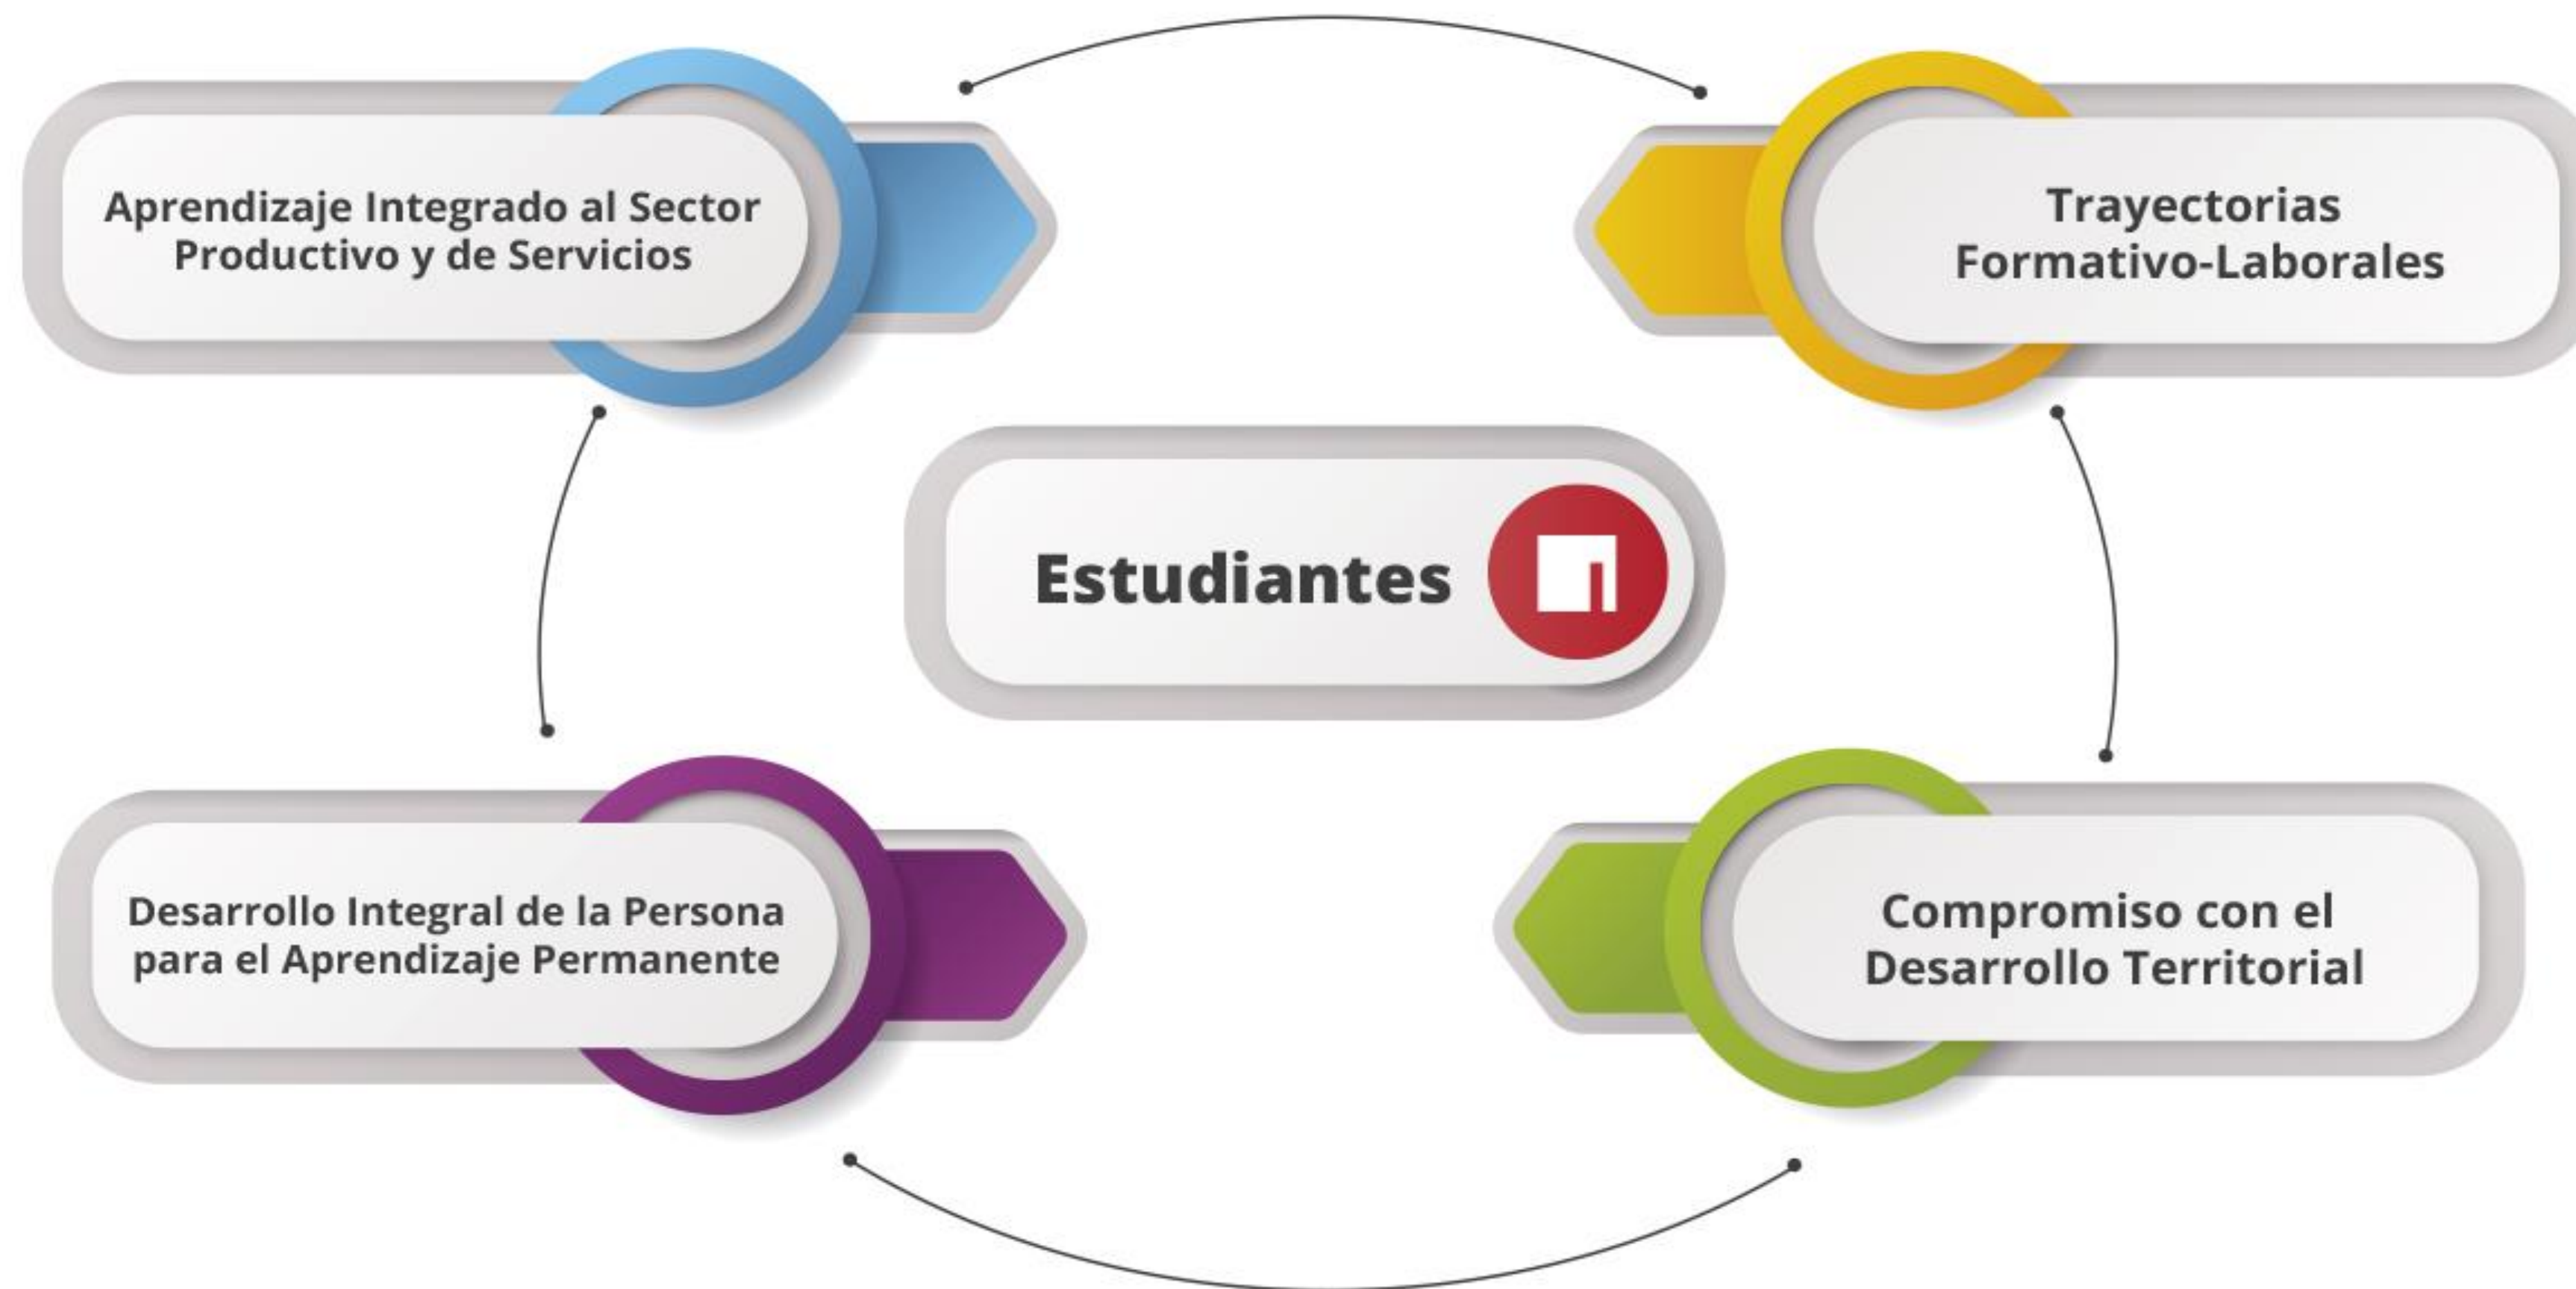 Aprendizaje Integrado al Sector
Productivo y de Servicios
Trayectorias
Formativo-Laborales
Estudiantes
Desarrollo Integral de la Persona
para el Aprendizaje Permanente
Compromiso con el
Desarrollo Territorial